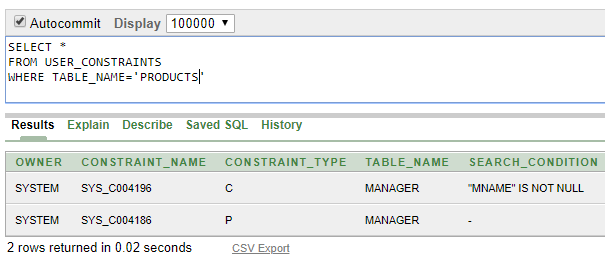 Autocommit Display 100000
SELECT *
FROM USER_CONSTRAINTS
WHERE TABLE_NAME='PRODUCTS'
Results Explain Describe Saved SQL History
OWNER CONSTRAINT_NAME CONSTRAINT_TYPE TABLE_NAME SEARCH_CONDITION
SYSTEM SYS_C004196 C MANAGER "MNAME" IS NOT NULL
SYSTEM SYS_C004186 P MANAGER -
2 rows returned in 0.02 seconds CSV Export